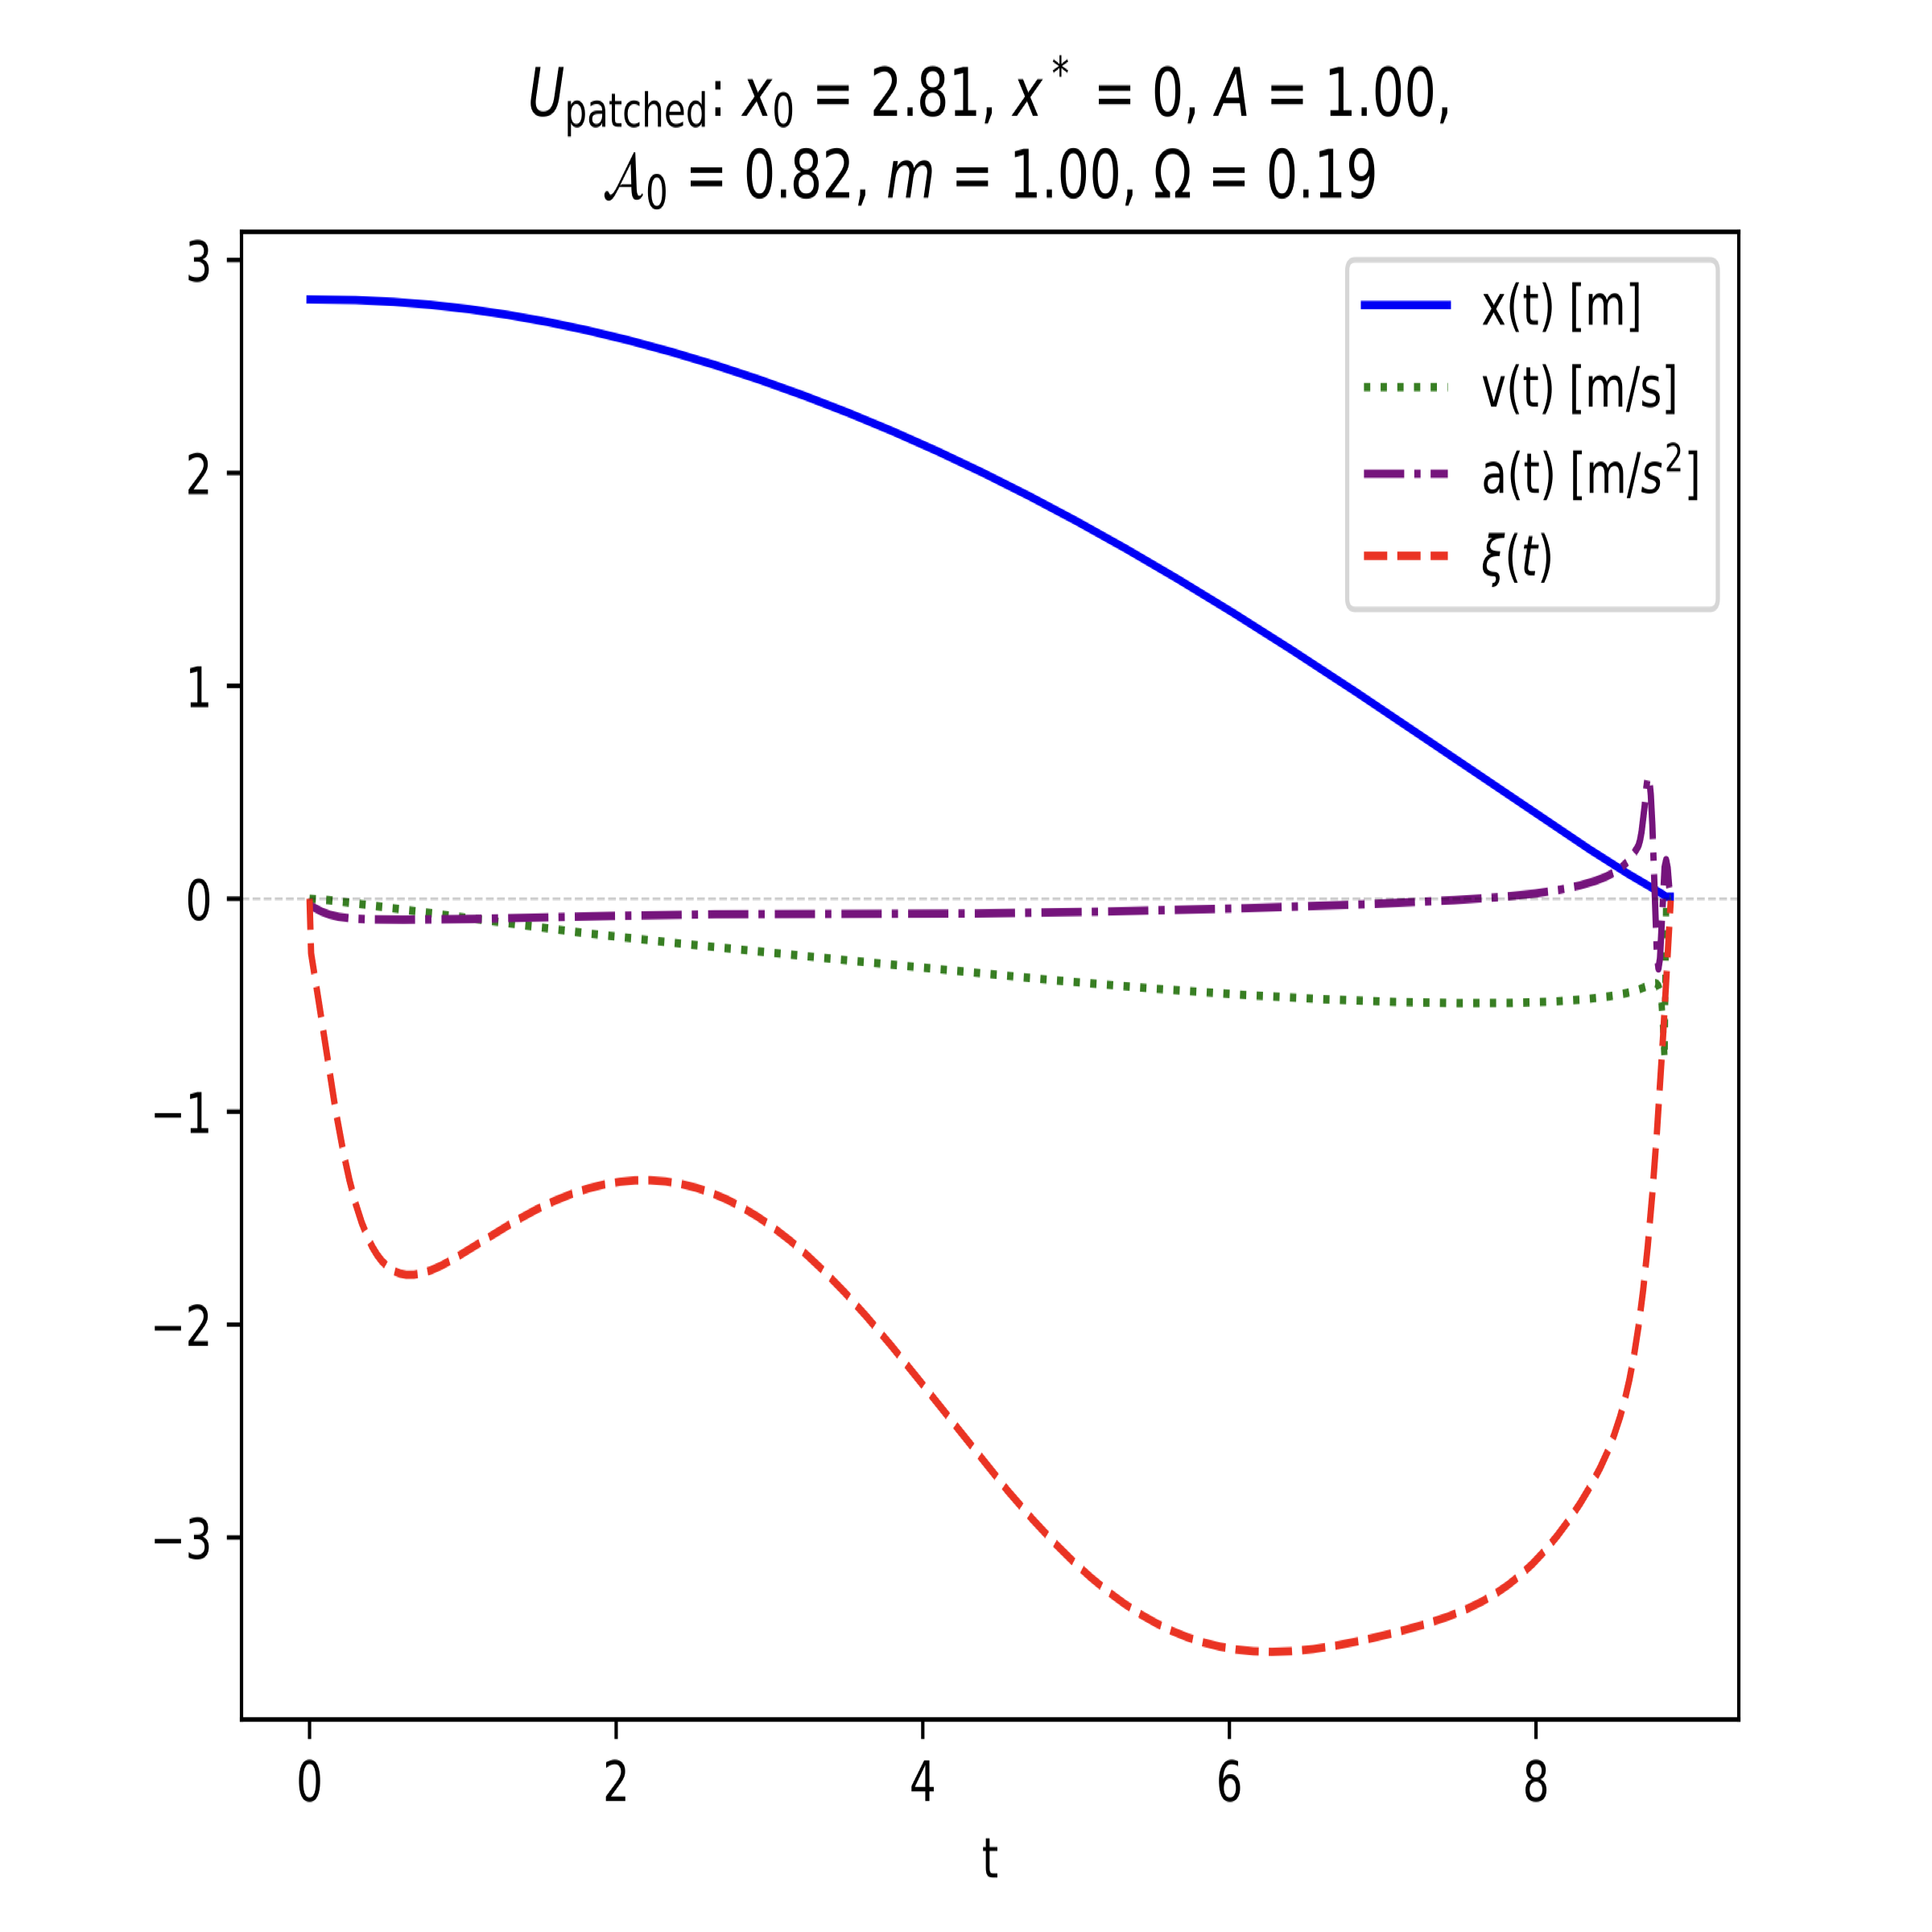 U_patched: x_0 = 2.81, x^* = 0, A = 1.00,
𝒜_0 = 0.82, m = 1.00, Ω = 0.19
x(t) [m]
v(t) [m/s]
a(t) [m/s²]
ξ(t)
3
2
1
0
−1
−2
−3
0 2 4 6 8
t